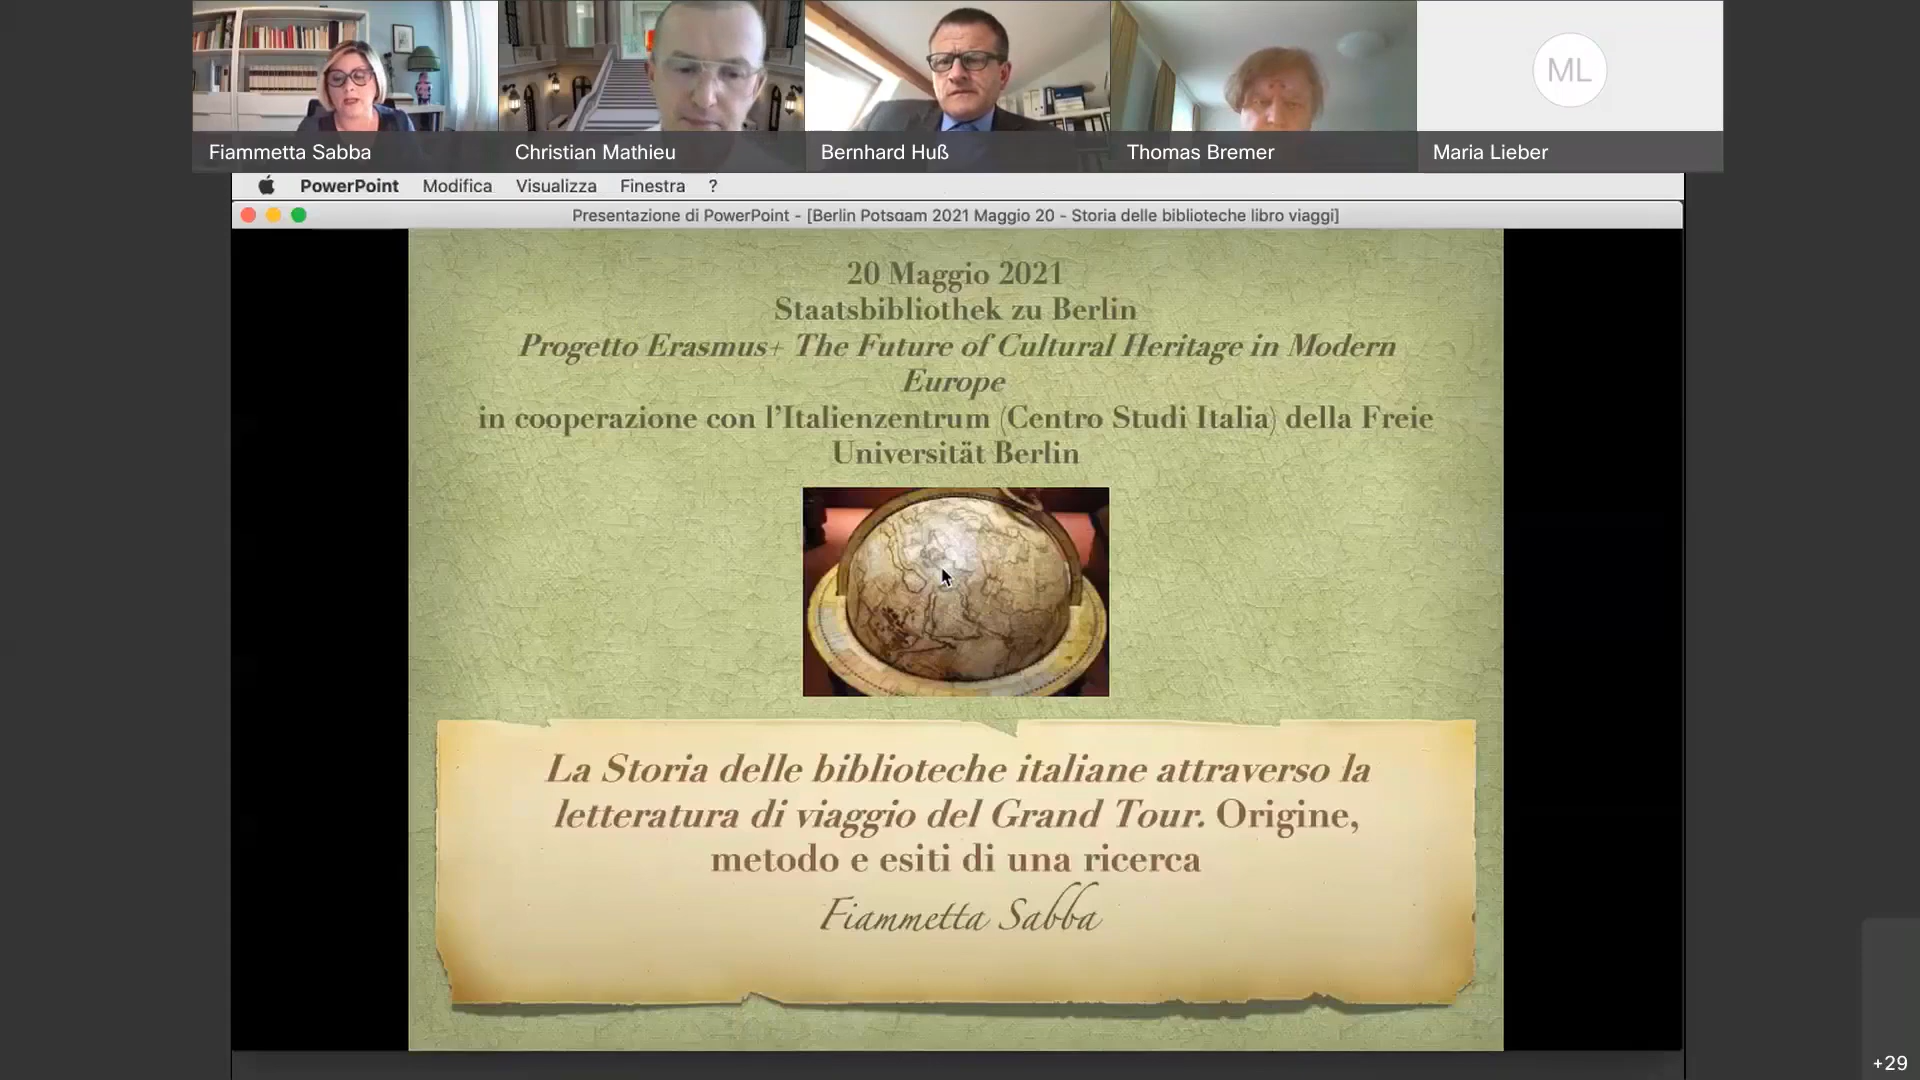 ML
Fiammetta Sabba
Christian Mathieu
Bernhard Huß
Thomas Bremer
Maria Lieber
PowerPoint Modifica Visualizza Finestra ?
Presentazione di PowerPoint - [Berlin Potsdam 2021 Maggio 20 - Storia delle biblioteche libro viaggi]
20 Maggio 2021
Staatsbibliothek zu Berlin
Progetto Erasmus+ The Future of Cultural Heritage in Modern
Europe
in cooperazione con l’Italienzentrum (Centro Studi Italia) della Freie
Universität Berlin
La Storia delle biblioteche italiane attraverso la
letteratura di viaggio del Grand Tour. Origine,
metodo e esiti di una ricerca
Fiammetta Sabba
+29